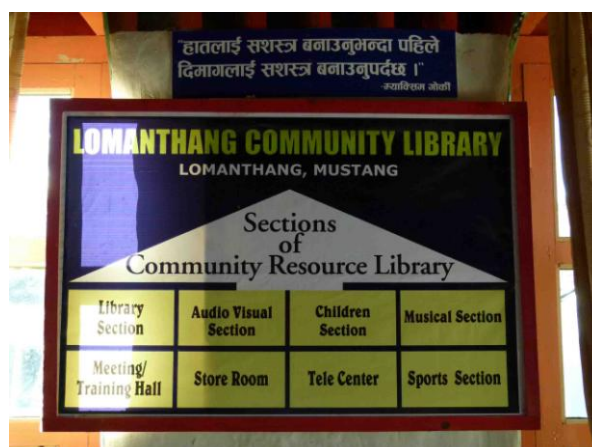 "हातलाई सशस्त्र बनाउनुभन्दा पहिले
दिमागलाई सशस्त्र बनाउनुपर्दछ ।"
-म्याक्सिम गोर्की
LOMANTHANG COMMUNITY LIBRARY
LOMANTHANG, MUSTANG
Sections
of
Community Resource Library
Library
Section
Audio Visual
Section
Children
Section
Musical Section
Meeting/
Training Hall
Store Room
Tele Center
Sports Section